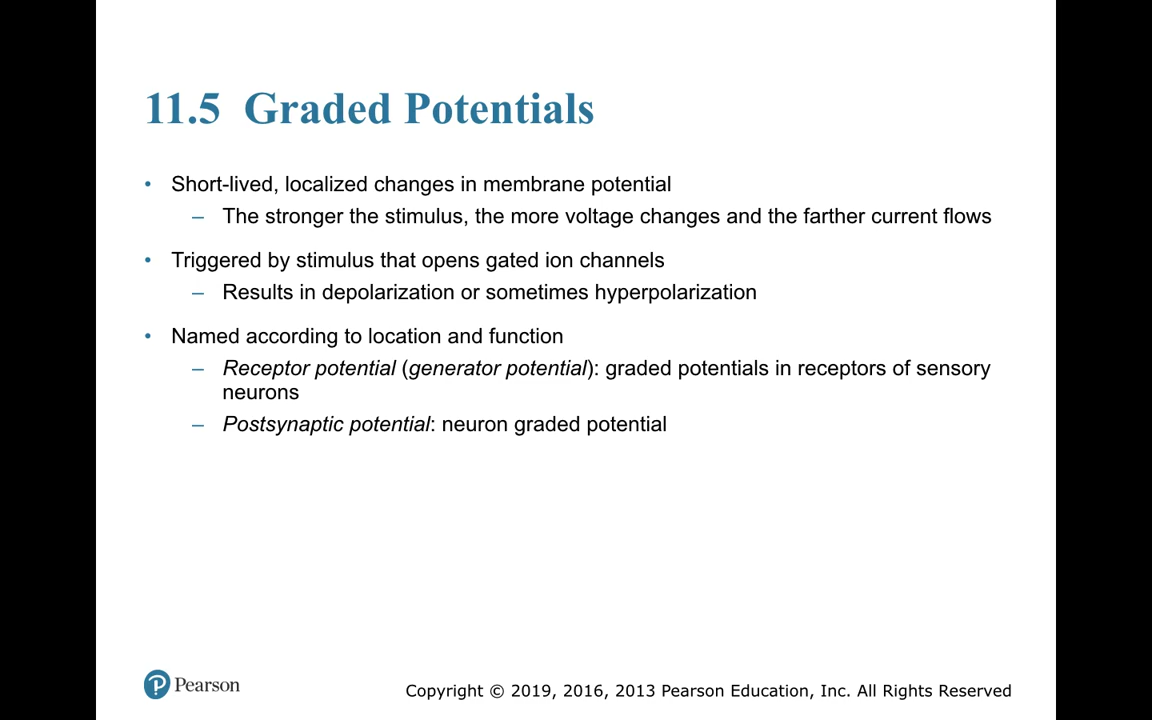 11.5 Graded Potentials
• Short-lived, localized changes in membrane potential
– The stronger the stimulus, the more voltage changes and the farther current flows
• Triggered by stimulus that opens gated ion channels
– Results in depolarization or sometimes hyperpolarization
• Named according to location and function
– Receptor potential (generator potential): graded potentials in receptors of sensory
neurons
– Postsynaptic potential: neuron graded potential
Pearson
Copyright © 2019, 2016, 2013 Pearson Education, Inc. All Rights Reserved